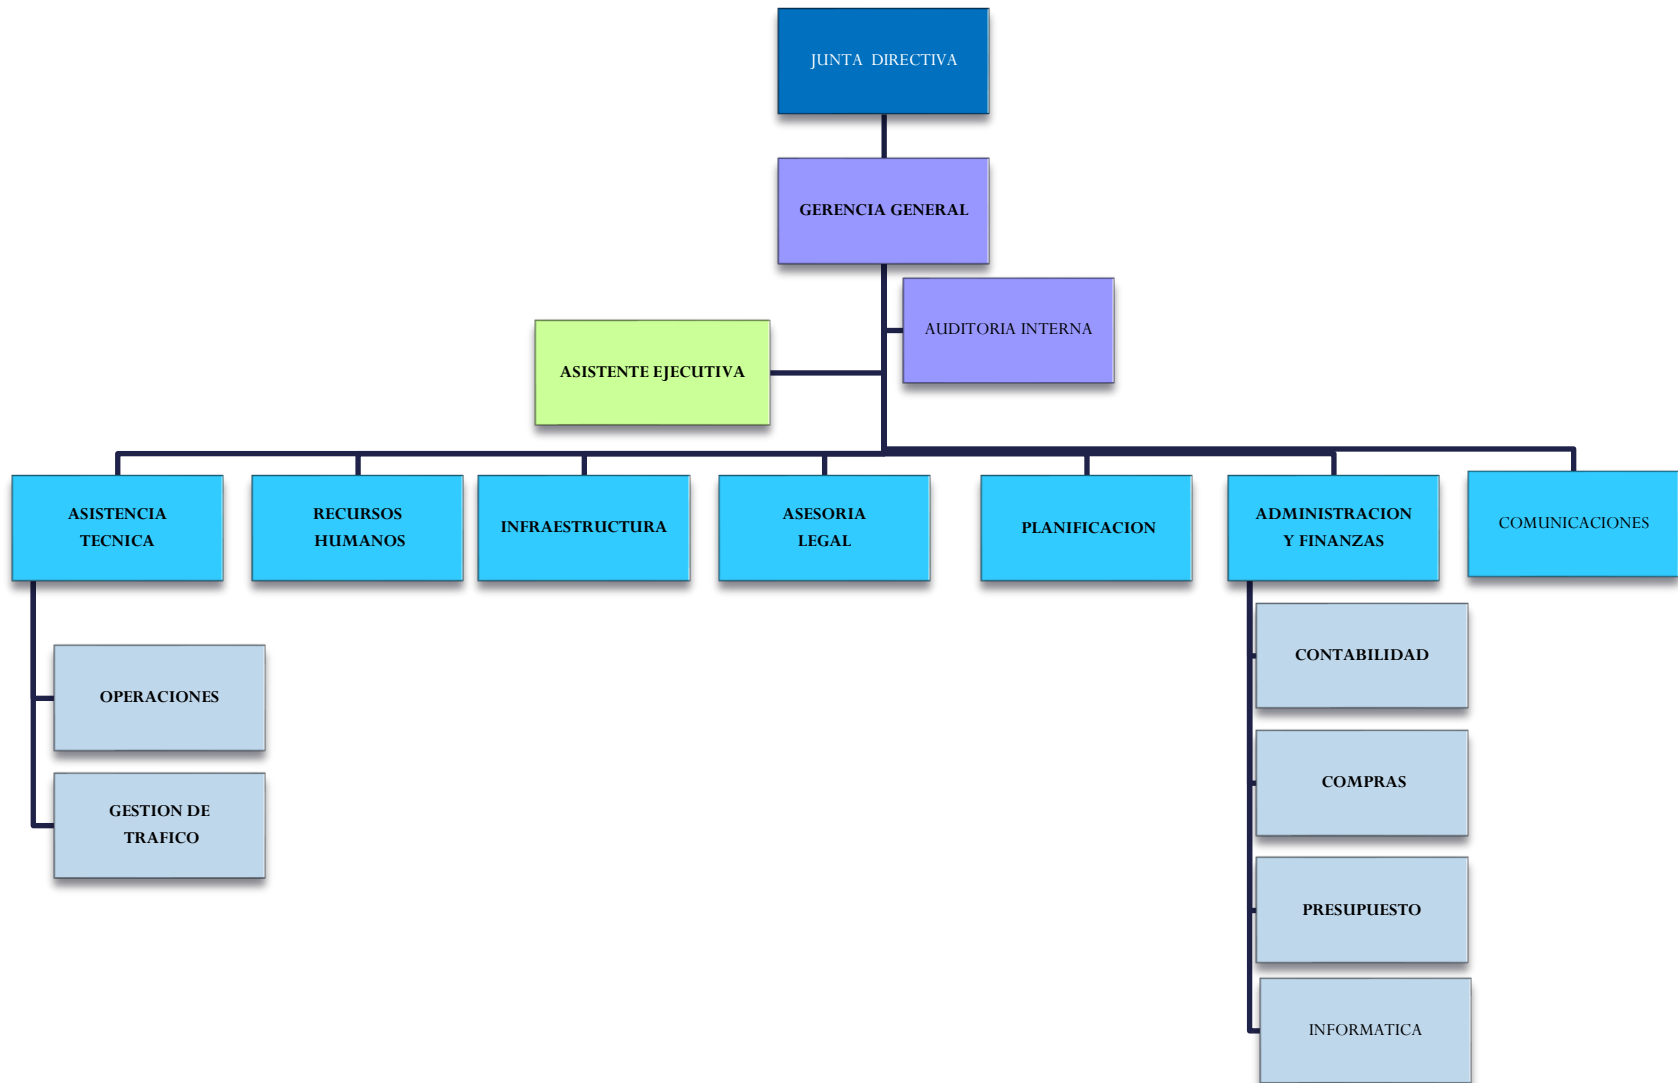 JUNTA DIRECTIVA
GERENCIA GENERAL
AUDITORIA INTERNA
ASISTENTE EJECUTIVA
ASISTENCIA
TECNICA
RECURSOS
HUMANOS
INFRAESTRUCTURA
ASESORIA
LEGAL
PLANIFICACION
ADMINISTRACION
Y FINANZAS
COMUNICACIONES
OPERACIONES
GESTION DE
TRAFICO
CONTABILIDAD
COMPRAS
PRESUPUESTO
INFORMATICA